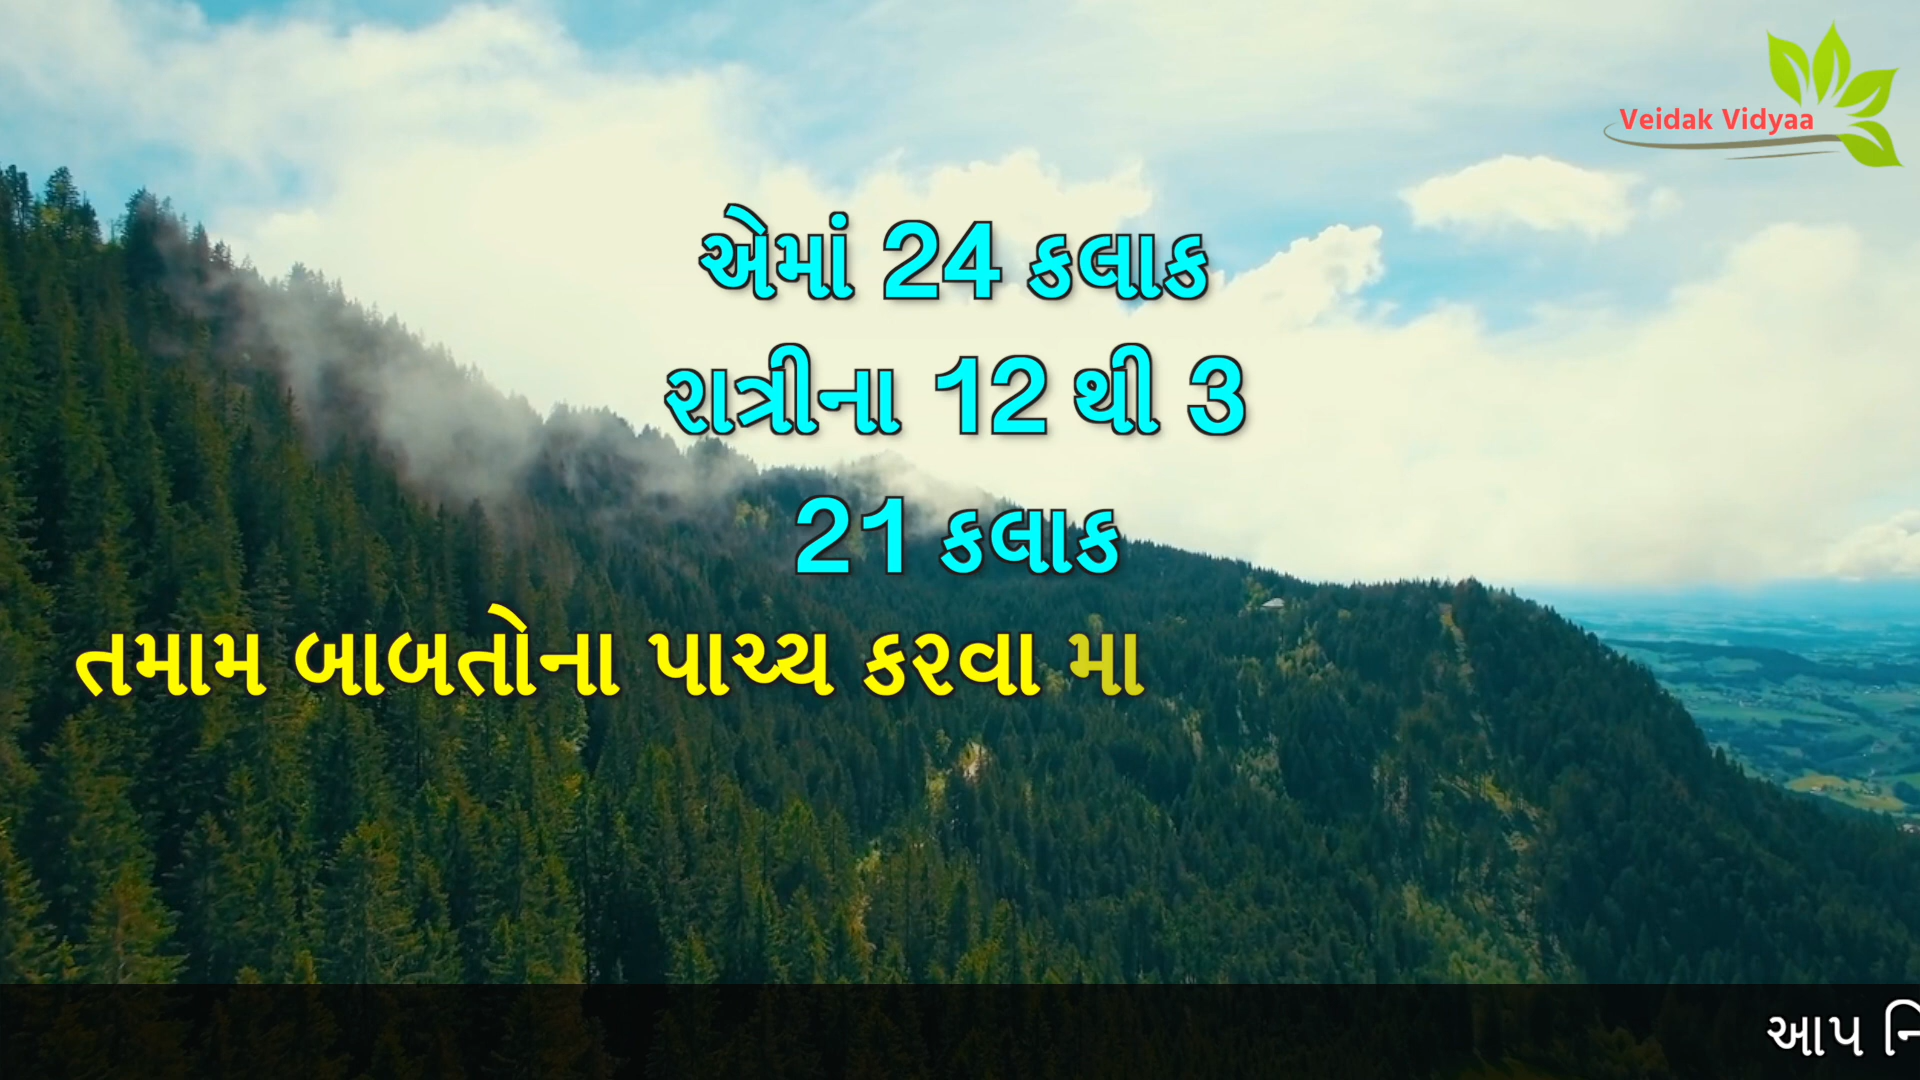 Veidak Vidyaa
એમાં 24 કલાક
રાત્રીના 12 થી 3
21 કલાક
તમામ બાબતોના પાચ્ય કરવા મા
આપ નિ